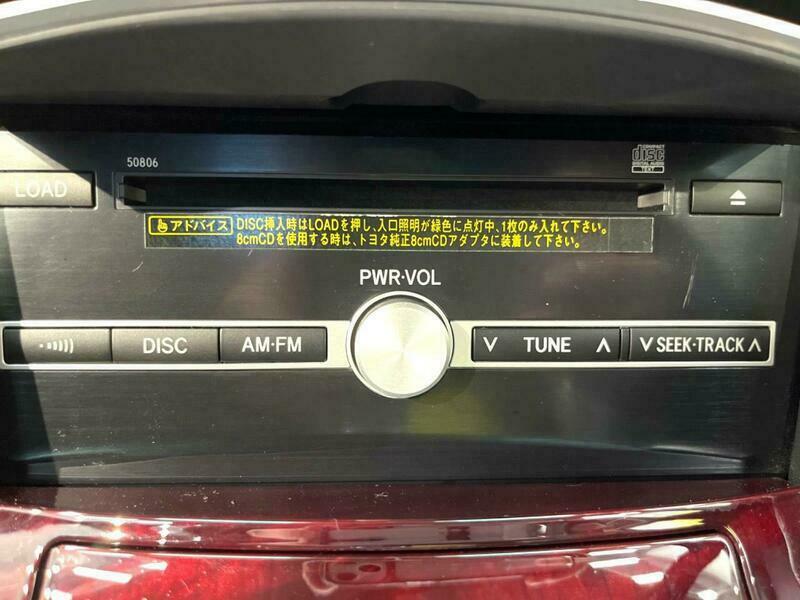 50806
COMPACT
disc
DIGITAL AUDIO
TEXT
LOAD
アドバイス DISC挿入時はLOADを押し、入口照明が緑色に点灯中、1枚のみ入れて下さい。
8cmCDを使用する時は、トヨタ純正8cmCDアダプタに装着して下さい。
PWR·VOL
DISC
AM·FM
∨ TUNE ∧
∨ SEEK·TRACK ∧